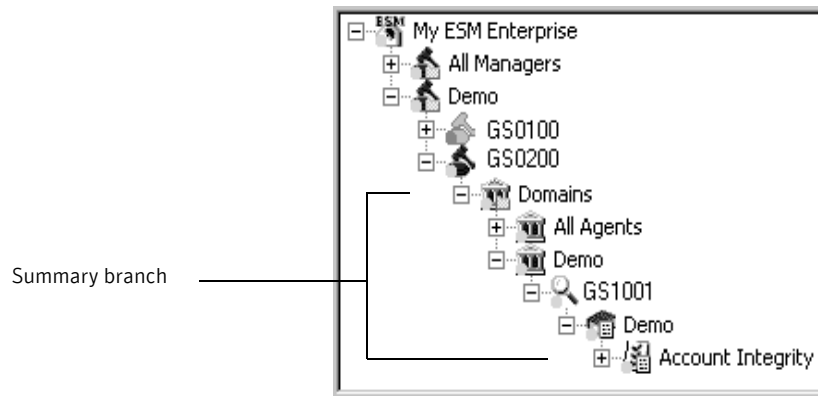 ESM
My ESM Enterprise
All Managers
Demo
GS0100
GS0200
Domains
All Agents
Demo
Summary branch
GS1001
Demo
Account Integrity